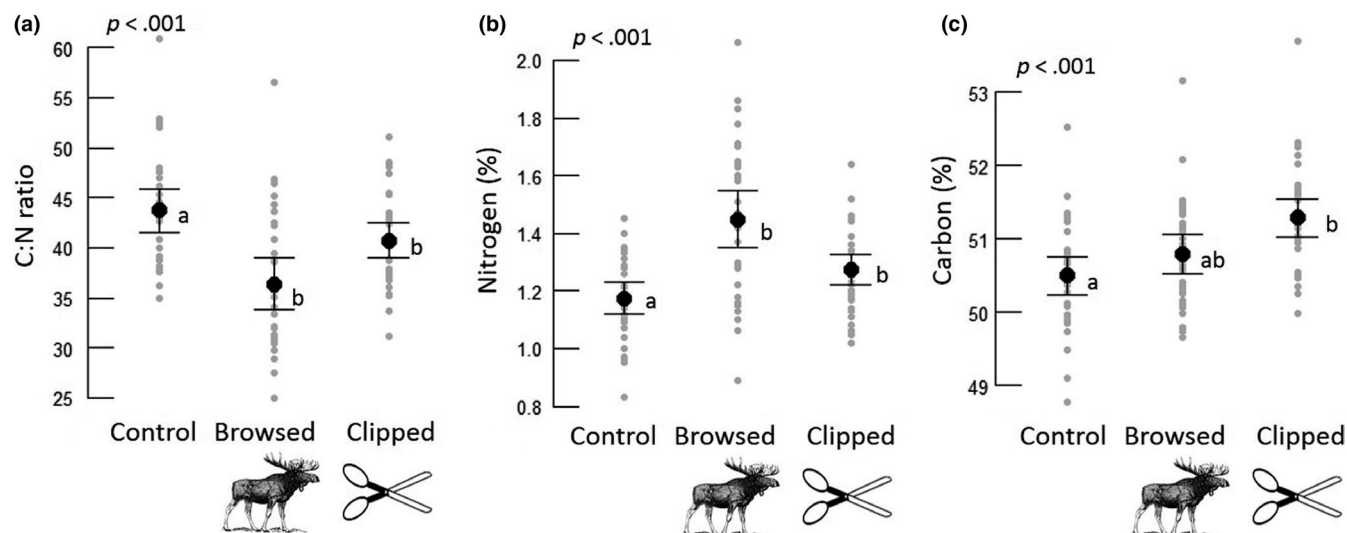 (a)
p < .001
C:N ratio
60
55
50
45
40
35
30
25
a
b
b
Control Browsed Clipped
(b)
p < .001
Nitrogen (%)
2.0
1.8
1.6
1.4
1.2
1.0
0.8
a
b
b
Control Browsed Clipped
(c)
p < .001
Carbon (%)
53
52
51
50
49
a
ab
b
Control Browsed Clipped